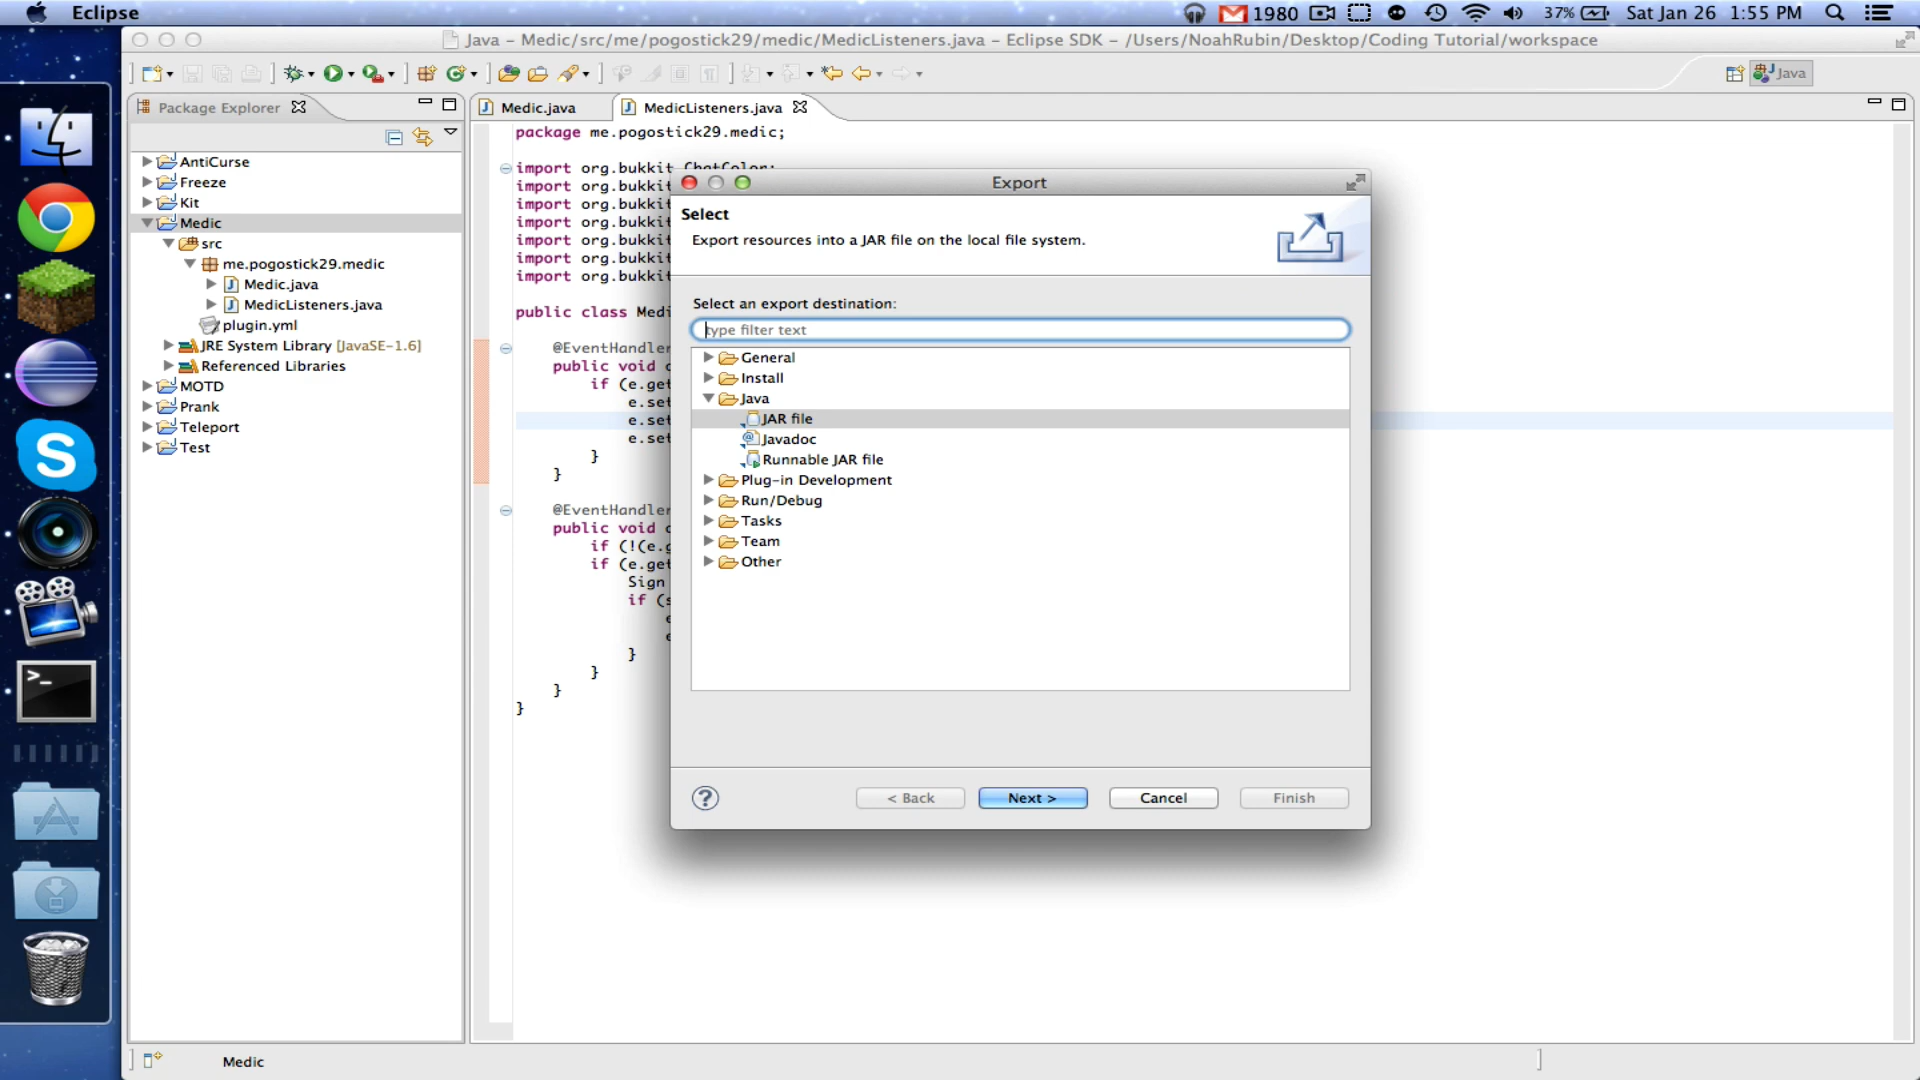 Eclipse
1980
37%
Sat Jan 26 1:55 PM
Java – Medic/src/me/pogostick29/medic/MedicListeners.java – Eclipse SDK – /Users/NoahRubin/Desktop/Coding Tutorial/workspace
Java
Package Explorer
Medic.java
MedicListeners.java
AntiCurse
Freeze
Kit
Medic
src
me.pogostick29.medic
Medic.java
MedicListeners.java
plugin.yml
JRE System Library [JavaSE-1.6]
Referenced Libraries
MOTD
Prank
Teleport
Test
package me.pogostick29.medic;
import org.bukkit.ChatColor;
import org.bukkit
import org.bukkit
import org.bukkit
import org.bukkit
import org.bukkit
import org.bukkit
public class Medi
@EventHandler
public void
if (e.get
e.set
e.set
e.set
}
}
@EventHandler
public void
if (!(e.g
if (e.get
Sign
if (s
e
e
}
}
}
}
Export
Select
Export resources into a JAR file on the local file system.
Select an export destination:
type filter text
General
Install
Java
JAR file
Javadoc
Runnable JAR file
Plug-in Development
Run/Debug
Tasks
Team
Other
?
< Back
Next >
Cancel
Finish
Medic